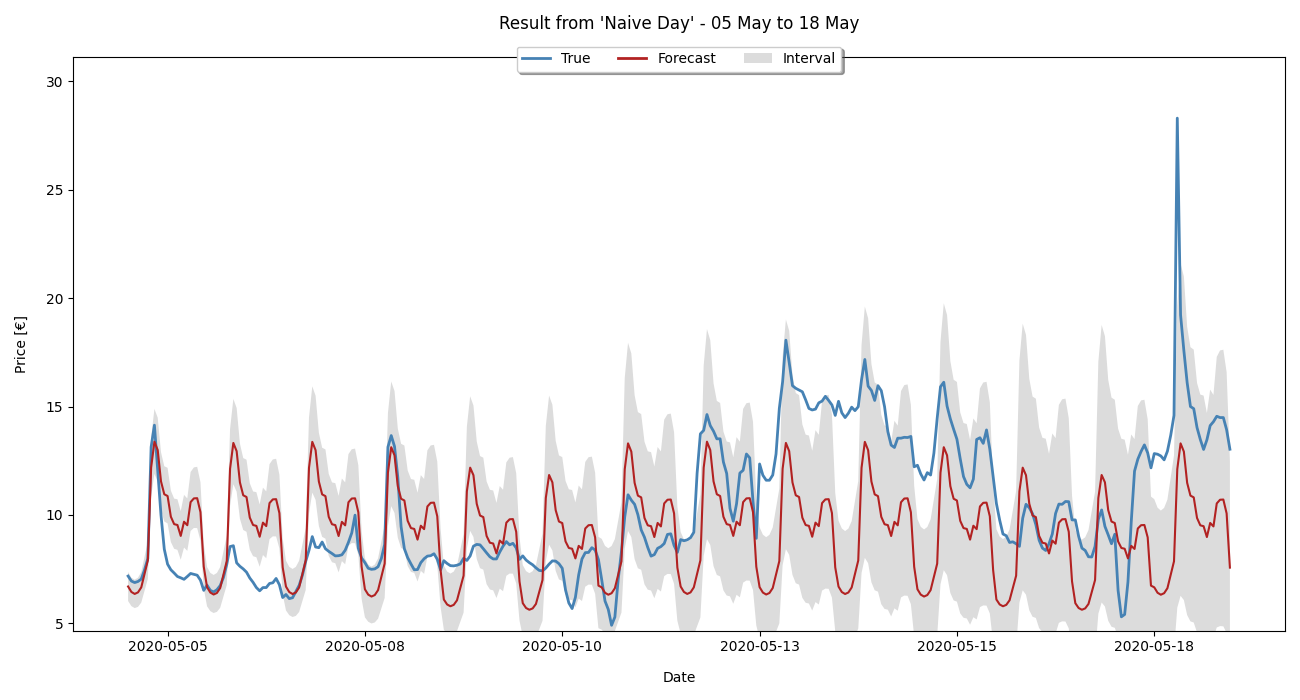 Result from 'Naive Day' - 05 May to 18 May
True
Forecast
Interval
Price [€]
30
25
20
15
10
5
2020-05-05
2020-05-08
2020-05-10
2020-05-13
2020-05-15
2020-05-18
Date